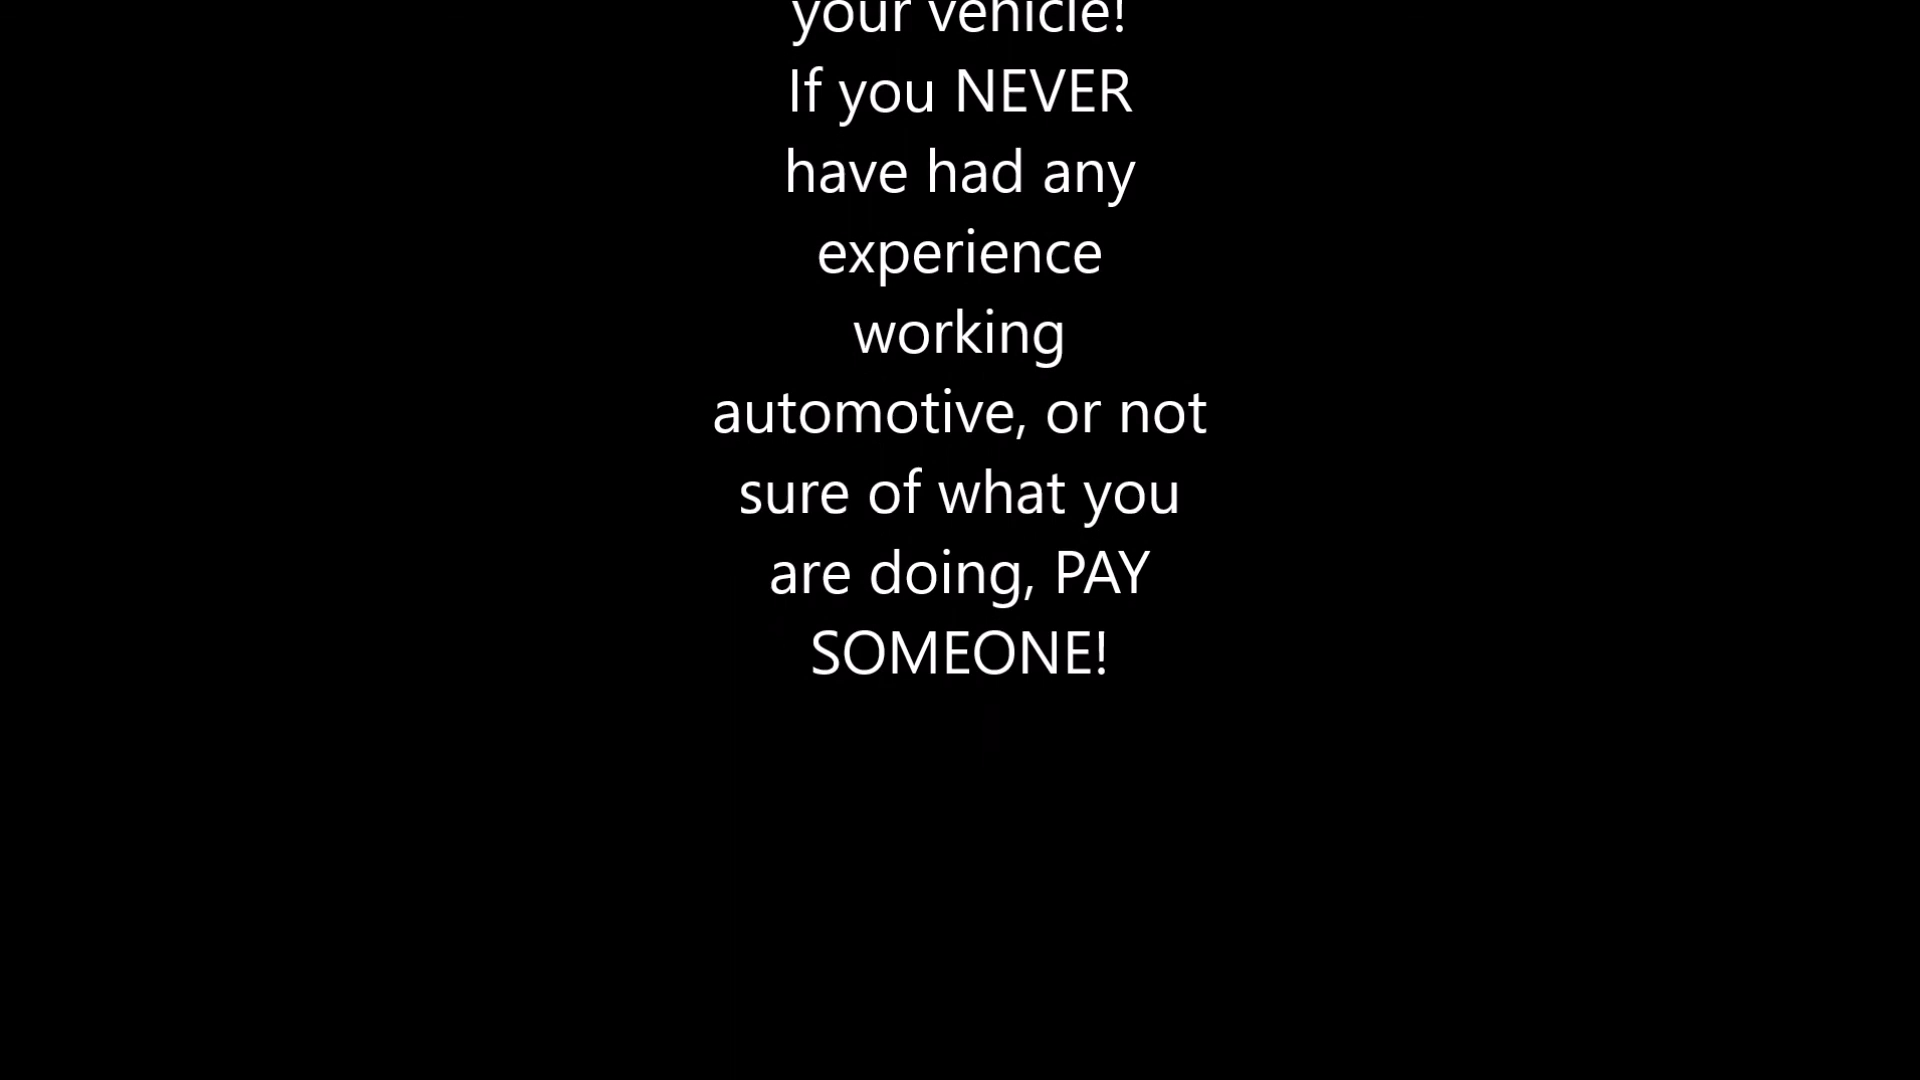 your vehicle!
If you NEVER
have had any
experience
working
automotive, or not
sure of what you
are doing, PAY
SOMEONE!